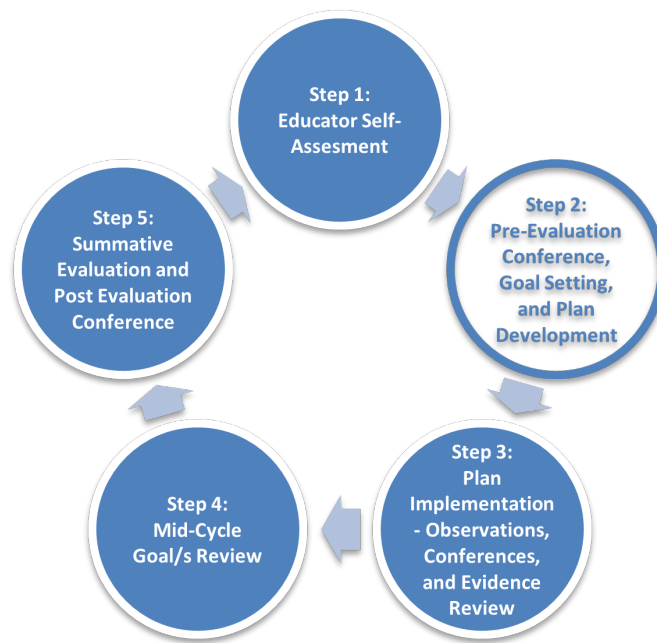 Step 1:
Educator Self-
Assesment
Step 2:
Pre-Evaluation
Conference,
Goal Setting,
and Plan
Development
Step 3:
Plan
Implementation
- Observations,
Conferences,
and Evidence
Review
Step 4:
Mid-Cycle
Goal/s Review
Step 5:
Summative
Evaluation and
Post Evaluation
Conference